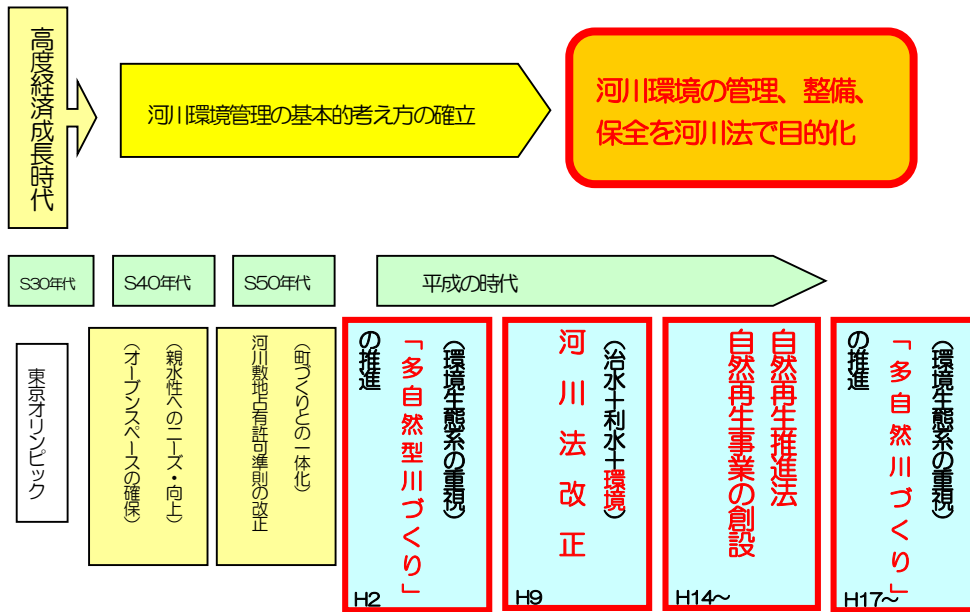 高度経済成長時代
河川環境管理の基本的考え方の確立
河川環境の管理、整備、
保全を河川法で目的化
S30年代
S40年代
S50年代
平成の時代
東京オリンピック
(親水性へのニーズ・向上)
(オープンスペースの確保)
(町づくりとの一体化)
河川敷地占有許可準則の改正
(環境生態系の重視)
「多自然型川づくり」
の推進
H2
(治水+利水+環境)
河川法改正
H9
自然再生推進法
自然再生事業の創設
H14～
(環境生態系の重視)
「多自然川づくり」
の推進
H17～